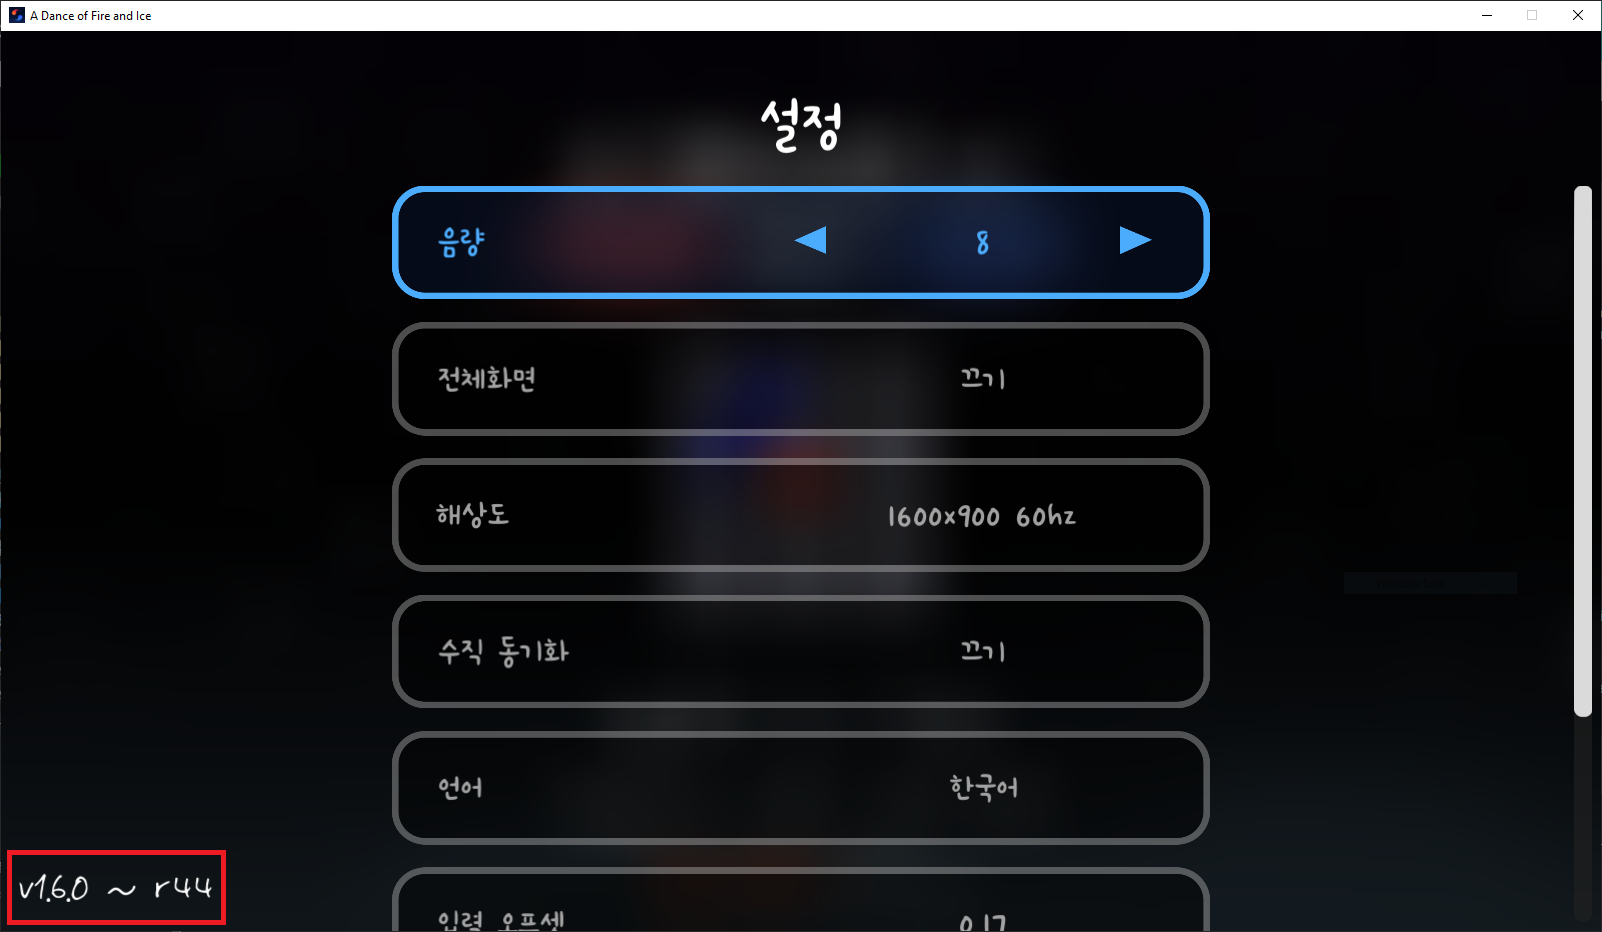 A Dance of Fire and Ice
설정
음량 8
전체화면 끄기
해상도 1600x900 60hz
수직 동기화 끄기
언어 한국어
입력 오프셋 0.17
v1.6.0 ~ r44